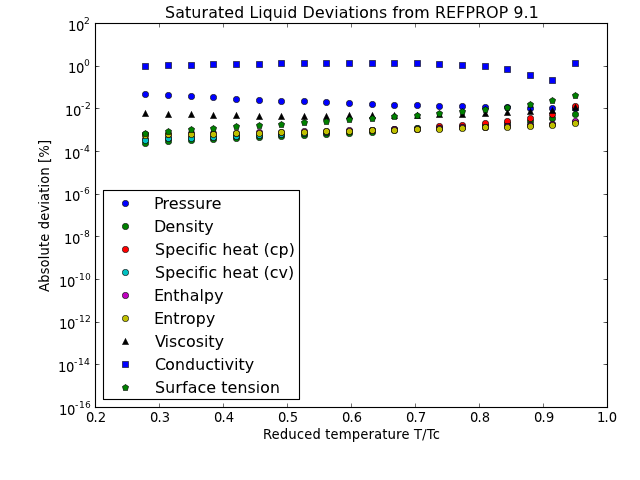 Saturated Liquid Deviations from REFPROP 9.1
10^2
10^0
10^-2
10^-4
10^-6
10^-8
10^-10
10^-12
10^-14
10^-16
Absolute deviation [%]
Pressure
Density
Specific heat (cp)
Specific heat (cv)
Enthalpy
Entropy
Viscosity
Conductivity
Surface tension
0.2 0.3 0.4 0.5 0.6 0.7 0.8 0.9 1.0
Reduced temperature T/Tc